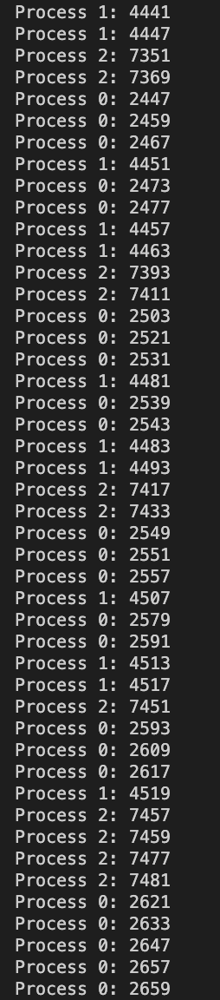 Process 1: 4441
Process 1: 4447
Process 2: 7351
Process 2: 7369
Process 0: 2447
Process 0: 2459
Process 0: 2467
Process 1: 4451
Process 0: 2473
Process 0: 2477
Process 1: 4457
Process 1: 4463
Process 2: 7393
Process 2: 7411
Process 0: 2503
Process 0: 2521
Process 0: 2531
Process 1: 4481
Process 0: 2539
Process 0: 2543
Process 1: 4483
Process 1: 4493
Process 2: 7417
Process 2: 7433
Process 0: 2549
Process 0: 2551
Process 0: 2557
Process 1: 4507
Process 0: 2579
Process 0: 2591
Process 1: 4513
Process 1: 4517
Process 2: 7451
Process 0: 2593
Process 0: 2609
Process 0: 2617
Process 1: 4519
Process 2: 7457
Process 2: 7459
Process 2: 7477
Process 2: 7481
Process 0: 2621
Process 0: 2633
Process 0: 2647
Process 0: 2657
Process 0: 2659